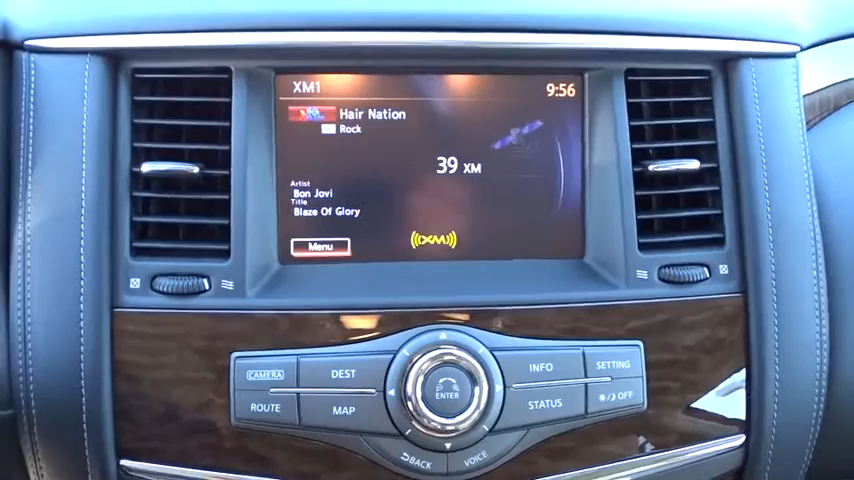 XM1
9:56
Hair Nation
Rock
39 XM
Artist
Bon Jovi
Title
Blaze Of Glory
Menu
XM
CAMERA
DEST
INFO
SETTING
ENTER
ROUTE
MAP
STATUS
OFF
BACK
VOICE